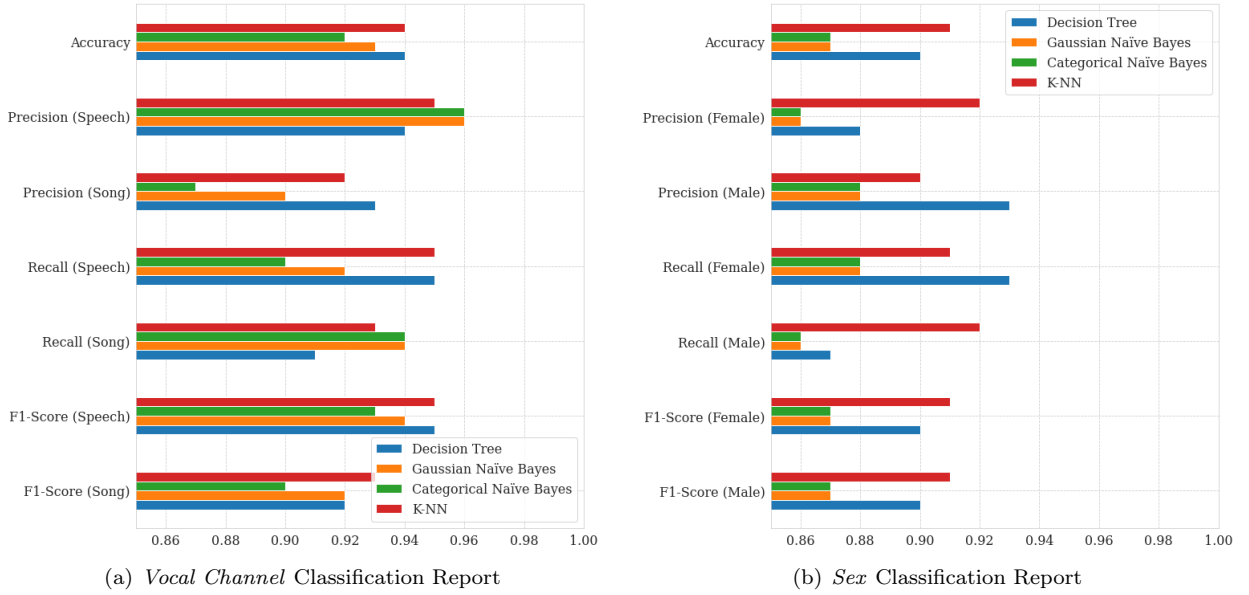 Accuracy
Precision (Speech)
Precision (Song)
Recall (Speech)
Recall (Song)
F1-Score (Speech)
F1-Score (Song)
Decision Tree
Gaussian Naïve Bayes
Categorical Naïve Bayes
K-NN
0.86 0.88 0.90 0.92 0.94 0.96 0.98 1.00
(a) Vocal Channel Classification Report
Accuracy
Precision (Female)
Precision (Male)
Recall (Female)
Recall (Male)
F1-Score (Female)
F1-Score (Male)
Decision Tree
Gaussian Naïve Bayes
Categorical Naïve Bayes
K-NN
0.86 0.88 0.90 0.92 0.94 0.96 0.98 1.00
(b) Sex Classification Report